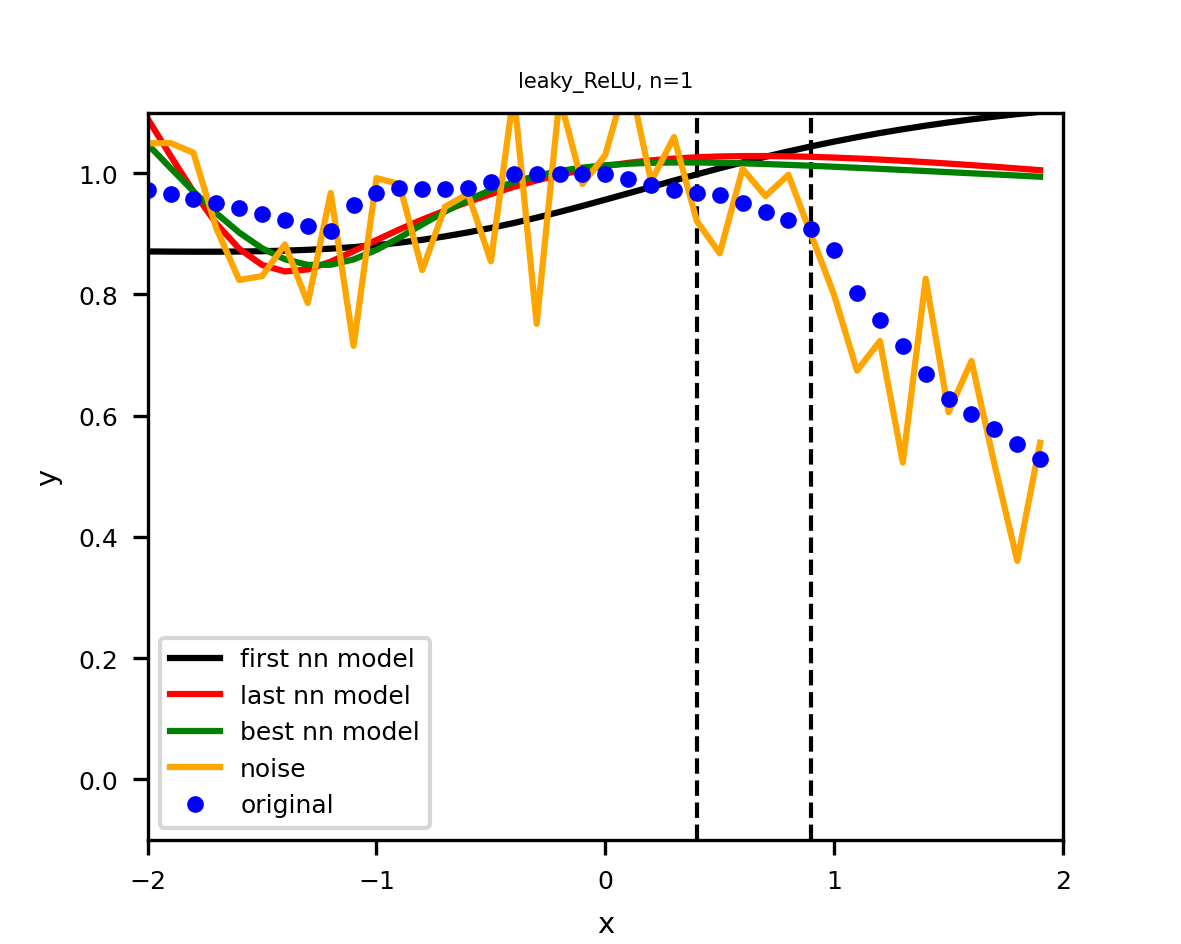 leaky_ReLU, n=1
y
1.0
0.8
0.6
0.4
0.2
0.0
first nn model
last nn model
best nn model
noise
original
−2
−1
0
1
2
x